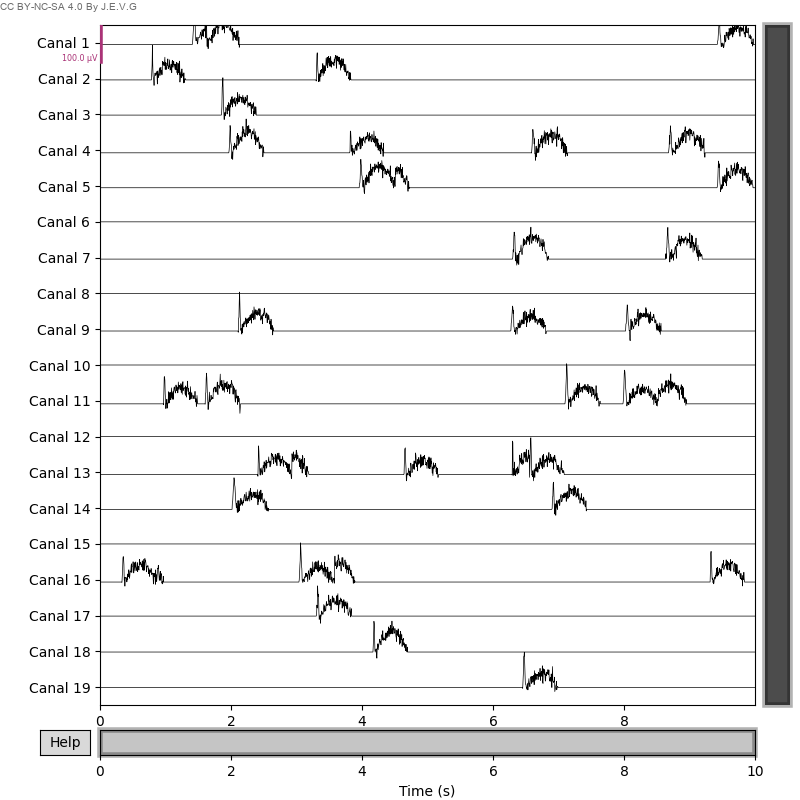 CC BY-NC-SA 4.0 By J.E.V.G
Canal 1
100.0 µV
Canal 2
Canal 3
Canal 4
Canal 5
Canal 6
Canal 7
Canal 8
Canal 9
Canal 10
Canal 11
Canal 12
Canal 13
Canal 14
Canal 15
Canal 16
Canal 17
Canal 18
Canal 19
0 2 4 6 8
Help
0 2 4 6 8 10
Time (s)